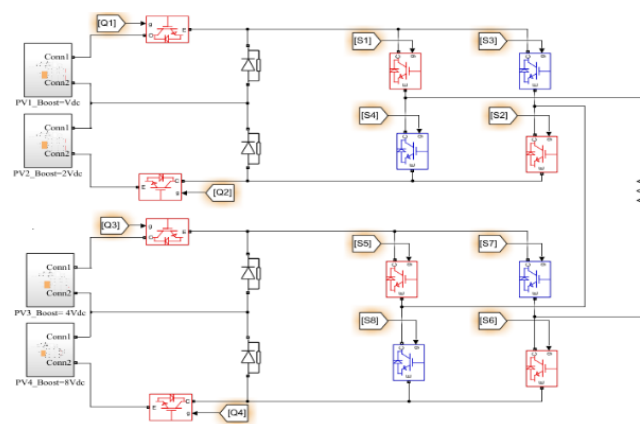 [Q1]
g
E
[S1]
[S3]
Conn1
Conn2
PV1_Boost=Vdc
[S4]
[S2]
Conn1
Conn2
PV2_Boost=2Vdc
E
C
[Q2]
[Q3]
g
E
[S5]
[S7]
Conn1
Conn2
PV3_Boost= 4Vdc
[S8]
[S6]
Conn1
Conn2
PV4_Boost=8Vdc
E
C
[Q4]